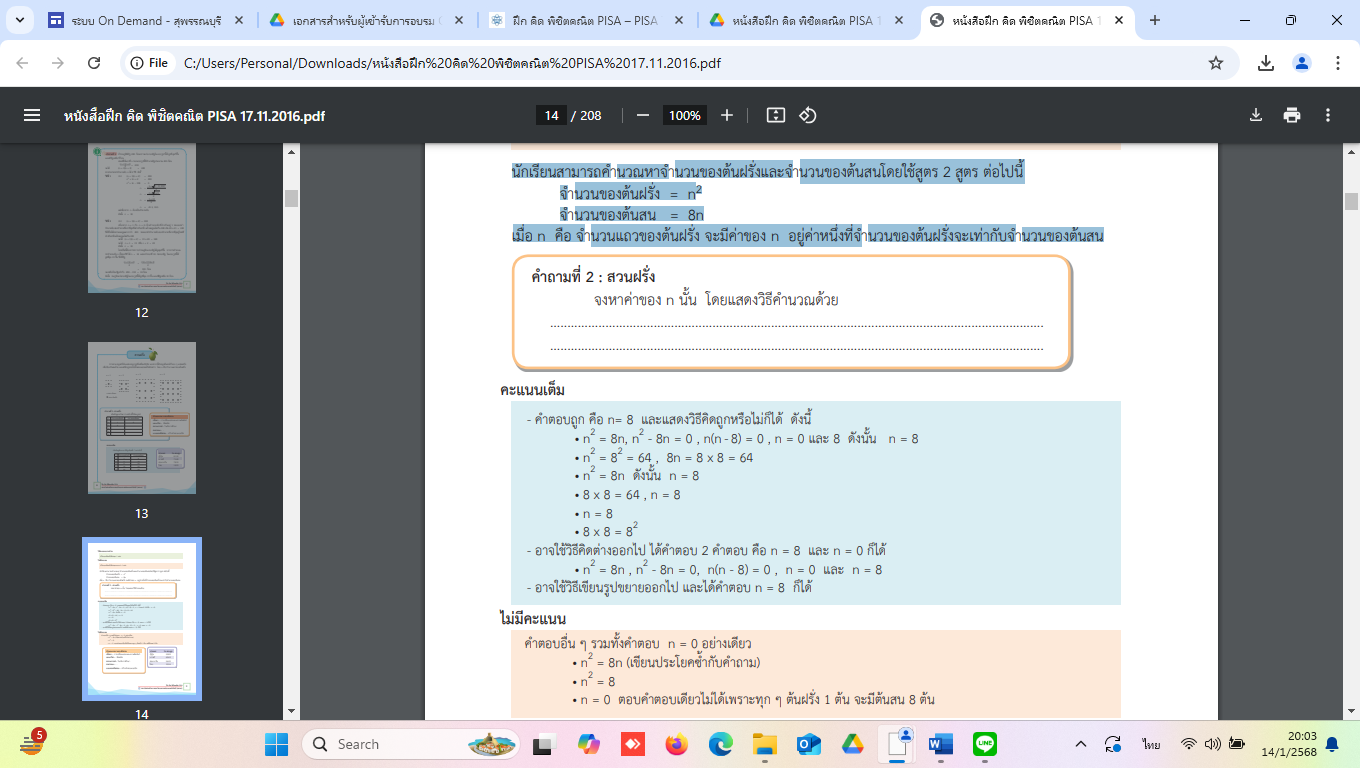 ระบบ On Demand - สุพรรณบุรี
เอกสารสำหรับผู้เข้ารับการอบรม
ฝึก คิด พิชิตคณิต PISA – PISA
หนังสือฝึก คิด พิชิตคณิต PISA 1
หนังสือฝึก คิด พิชิตคณิต PISA 1
File C:/Users/Personal/Downloads/หนังสือฝึก%20คิด%20พิชิตคณิต%20PISA%2017.11.2016.pdf
หนังสือฝึก คิด พิชิตคณิต PISA 17.11.2016.pdf
14 / 208
100%
12
13
14
นักเรียนสามารถคำนวณหาจำนวนของต้นฝรั่งและจำนวนของต้นสนโดยใช้สูตร 2 สูตร ต่อไปนี้
จำนวนของต้นฝรั่ง = n²
จำนวนของต้นสน = 8n
เมื่อ n คือ จำนวนแถวของต้นฝรั่ง จะมีค่าของ n อยู่ค่าหนึ่งที่จำนวนของต้นฝรั่งจะเท่ากับจำนวนของต้นสน
คำถามที่ 2 : สวนฝรั่ง
จงหาค่าของ n นั้น โดยแสดงวิธีคำนวณด้วย
คะแนนเต็ม
- คำตอบถูก คือ n= 8 และแสดงวิธีคิดถูกหรือไม่ก็ได้ ดังนี้
• n² = 8n, n² - 8n = 0 , n(n - 8) = 0 , n = 0 และ 8 ดังนั้น n = 8
• n² = 8² = 64 , 8n = 8 x 8 = 64
• n² = 8n ดังนั้น n = 8
• 8 x 8 = 64 , n = 8
• n = 8
• 8 x 8 = 8²
- อาจใช้วิธีคิดต่างออกไป ได้คำตอบ 2 คำตอบ คือ n = 8 และ n = 0 ก็ได้
• n² = 8n , n² - 8n = 0, n(n - 8) = 0 , n = 0 และ n = 8
- อาจใช้วิธีเขียนรูปขยายออกไป และได้คำตอบ n = 8 ก็ได้
ไม่มีคะแนน
คำตอบอื่น ๆ รวมทั้งคำตอบ n = 0 อย่างเดียว
• n² = 8n (เขียนประโยคซ้ำกับคำถาม)
• n² = 8
• n = 0 ตอบคำตอบเดียวไม่ได้เพราะทุก ๆ ต้นฝรั่ง 1 ต้น จะมีต้นสน 8 ต้น
5
Search
ไทย
20:03
14/1/2568